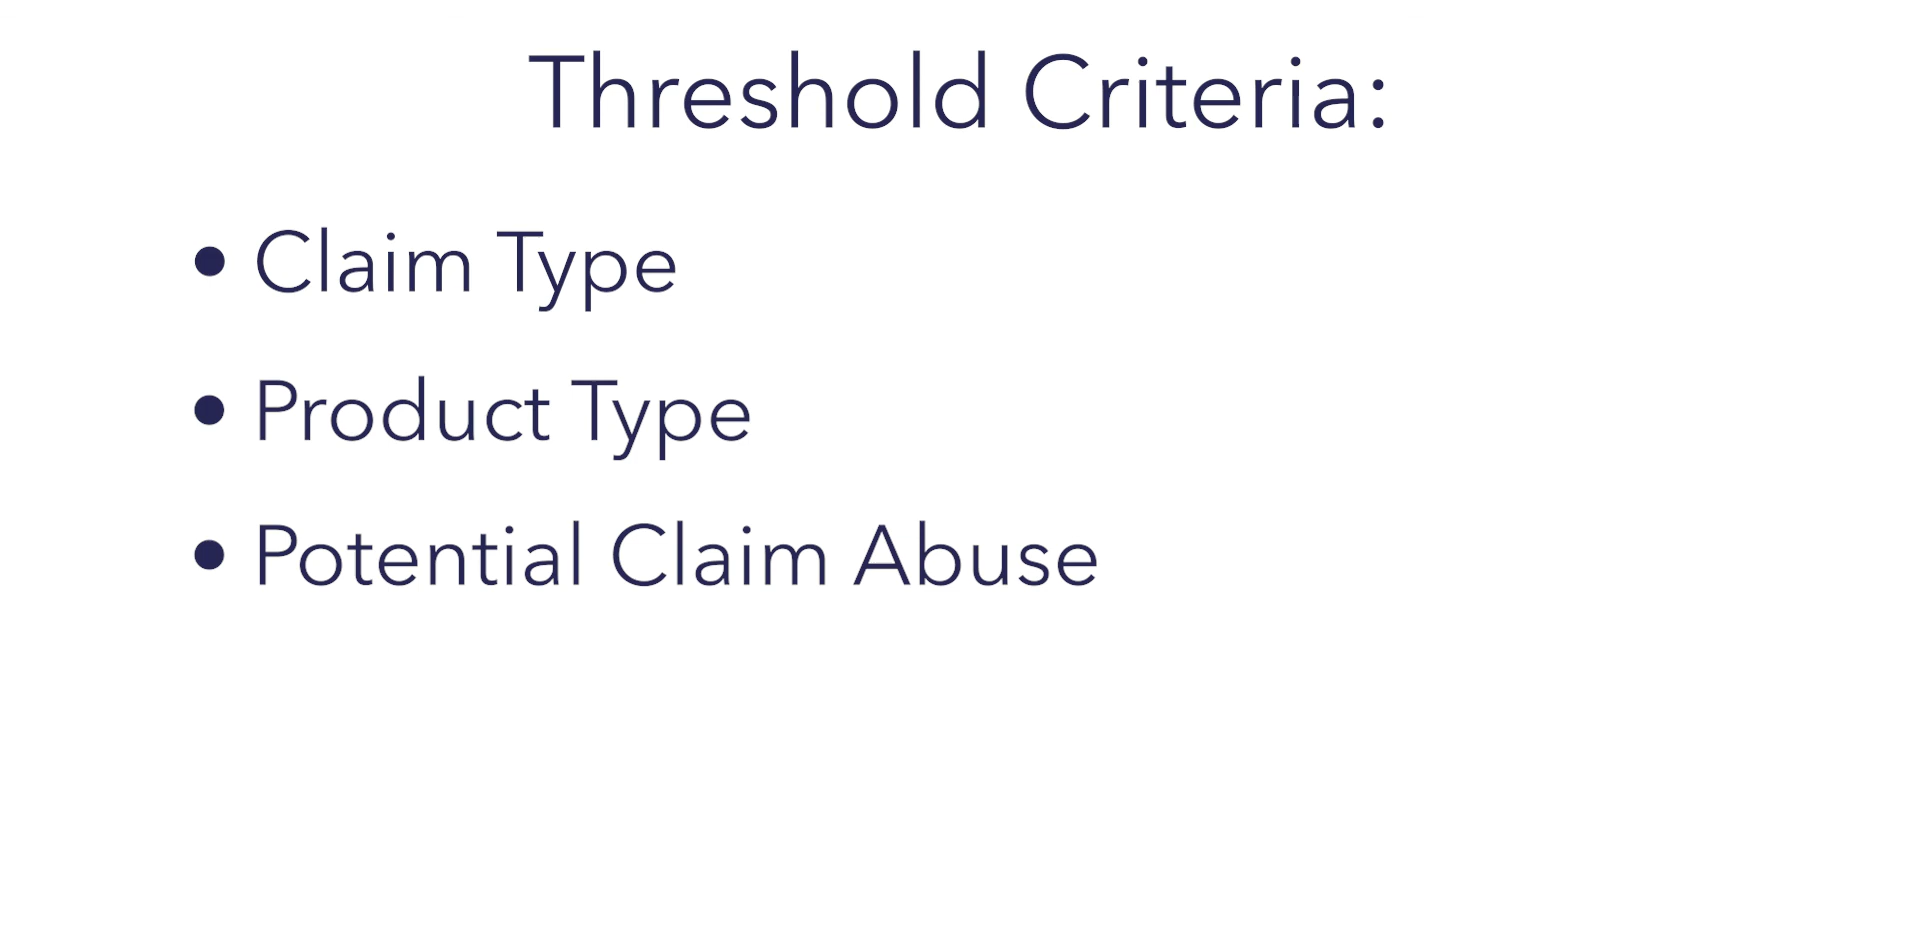 Threshold Criteria:
• Claim Type
• Product Type
• Potential Claim Abuse